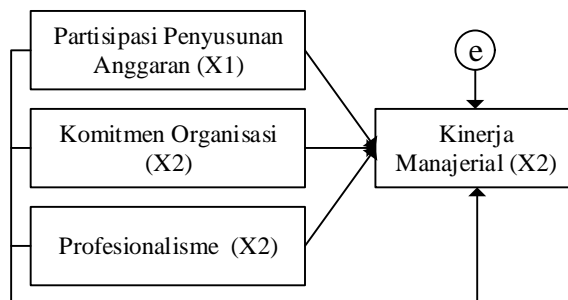 Partisipasi Penyusunan
Anggaran (X1)
e
Komitmen Organisasi
(X2)
Kinerja
Manajerial (X2)
Profesionalisme (X2)